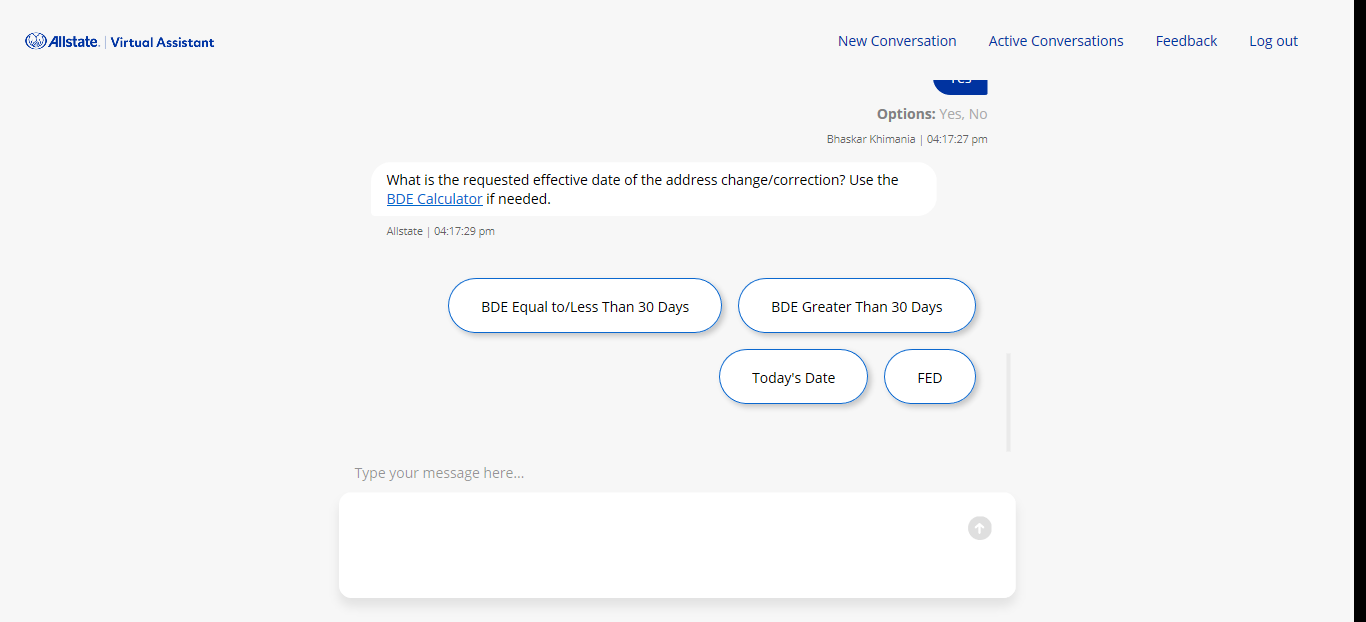 Allstate. | Virtual Assistant
New Conversation Active Conversations Feedback Log out
Yes
Options: Yes, No
Bhaskar Khimania | 04:17:27 pm
What is the requested effective date of the address change/correction? Use the
BDE Calculator if needed.
Allstate | 04:17:29 pm
BDE Equal to/Less Than 30 Days BDE Greater Than 30 Days
Today's Date FED
Type your message here...